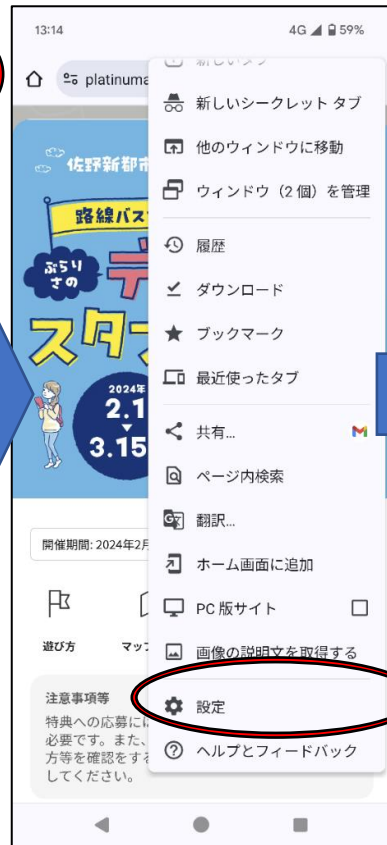 13:14
4G 59%
platinuma
新しいタブ
新しいシークレット タブ
他のウィンドウに移動
ウィンドウ（2 個）を管理
履歴
ダウンロード
ブックマーク
最近使ったタブ
共有...
ページ内検索
翻訳...
ホーム画面に追加
PC 版サイト
画像の説明文を取得する
設定
ヘルプとフィードバック
佐野新都市
路線バス
ぶらり
さの
デ
スタ
2024年
2.1
3.15
開催期間: 2024年2月
遊び方
マップ
注意事項等
特典への応募に
必要です。また、
方等を確認をする
してください。